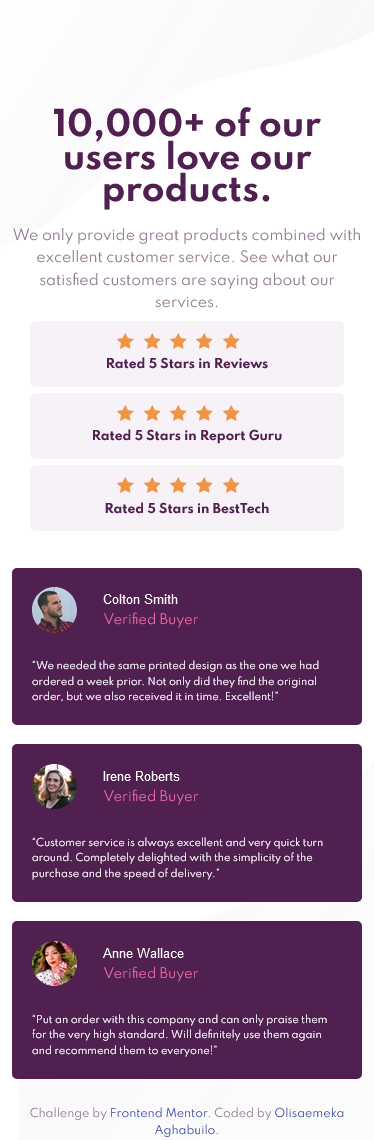 10,000+ of our
users love our
products.
We only provide great products combined with
excellent customer service. See what our
satisfied customers are saying about our
services.
Rated 5 Stars in Reviews
Rated 5 Stars in Report Guru
Rated 5 Stars in BestTech
Colton Smith
Verified Buyer
"We needed the same printed design as the one we had
ordered a week prior. Not only did they find the original
order, but we also received it in time. Excellent!"
Irene Roberts
Verified Buyer
"Customer service is always excellent and very quick turn
around. Completely delighted with the simplicity of the
purchase and the speed of delivery."
Anne Wallace
Verified Buyer
"Put an order with this company and can only praise them
for the very high standard. Will definitely use them again
and recommend them to everyone!"
Challenge by Frontend Mentor. Coded by Olisaemeka
Aghabuilo.